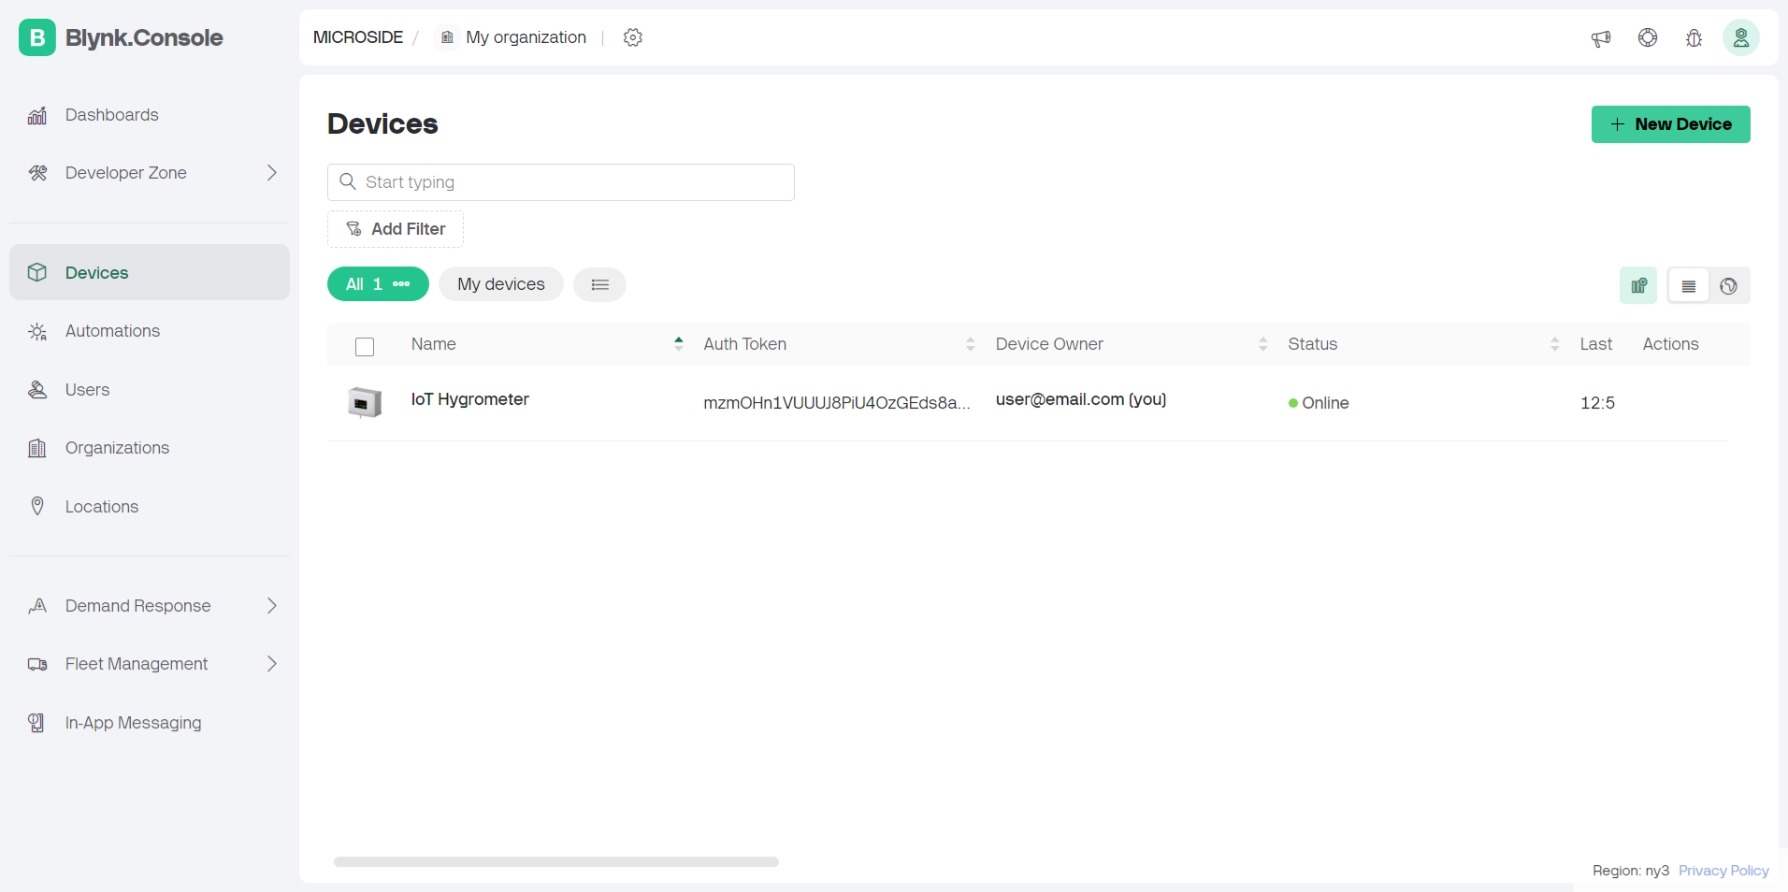 B Blynk.Console
MICROSIDE / My organization
Dashboards
Developer Zone
Devices
Automations
Users
Organizations
Locations
Demand Response
Fleet Management
In-App Messaging
Devices
+ New Device
Start typing
Add Filter
All 1
My devices
Name Auth Token Device Owner Status Last Actions
IoT Hygrometer mzmOHn1VUUUJ8PiU4OzGEds8a... user@email.com (you) Online 12:5
Region: ny3 Privacy Policy